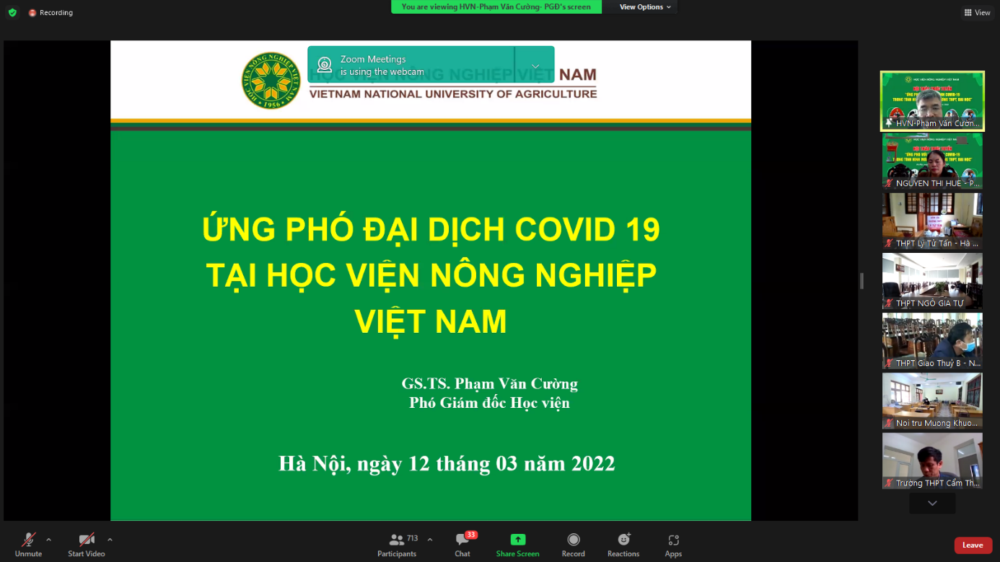 Recording
You are viewing HVN-Phạm Văn Cường- PGĐ's screen
View Options
View
HỌC VIỆN NÔNG NGHIỆP VIỆT NAM
1956
Zoom Meetings
is using the webcam
HỌC VIỆN NÔNG NGHIỆP VIỆT NAM
VIETNAM NATIONAL UNIVERSITY OF AGRICULTURE
ỨNG PHÓ ĐẠI DỊCH COVID 19
TẠI HỌC VIỆN NÔNG NGHIỆP
VIỆT NAM
GS.TS. Phạm Văn Cường
Phó Giám đốc Học viện
Hà Nội, ngày 12 tháng 03 năm 2022
HVN-Phạm Văn Cườn...
NGUYEN THI HUE - P...
THPT Lý Tử Tấn - Hà ...
THPT NGÔ GIA TỰ
THPT Giao Thuỷ B - N...
Noi tru Muong Khuo...
Trường THPT Cẩm Th...
Unmute
Start Video
713
Participants
33
Chat
Share Screen
Record
Reactions
Apps
Leave